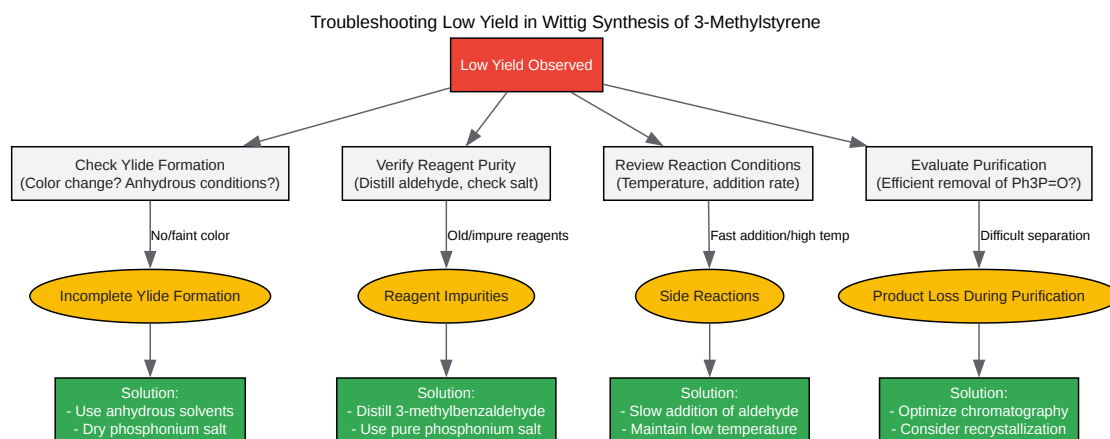 Troubleshooting Low Yield in Wittig Synthesis of 3-Methylstyrene
Low Yield Observed
Check Ylide Formation
(Color change? Anhydrous conditions?)
Verify Reagent Purity
(Distill aldehyde, check salt)
Review Reaction Conditions
(Temperature, addition rate)
Evaluate Purification
(Efficient removal of Ph3P=O?)
No/faint color
Old/impure reagents
Fast addition/high temp
Difficult separation
Incomplete Ylide Formation
Reagent Impurities
Side Reactions
Product Loss During Purification
Solution:
- Use anhydrous solvents
- Dry phosphonium salt
Solution:
- Distill 3-methylbenzaldehyde
- Use pure phosphonium salt
Solution:
- Slow addition of aldehyde
- Maintain low temperature
Solution:
- Optimize chromatography
- Consider recrystallization